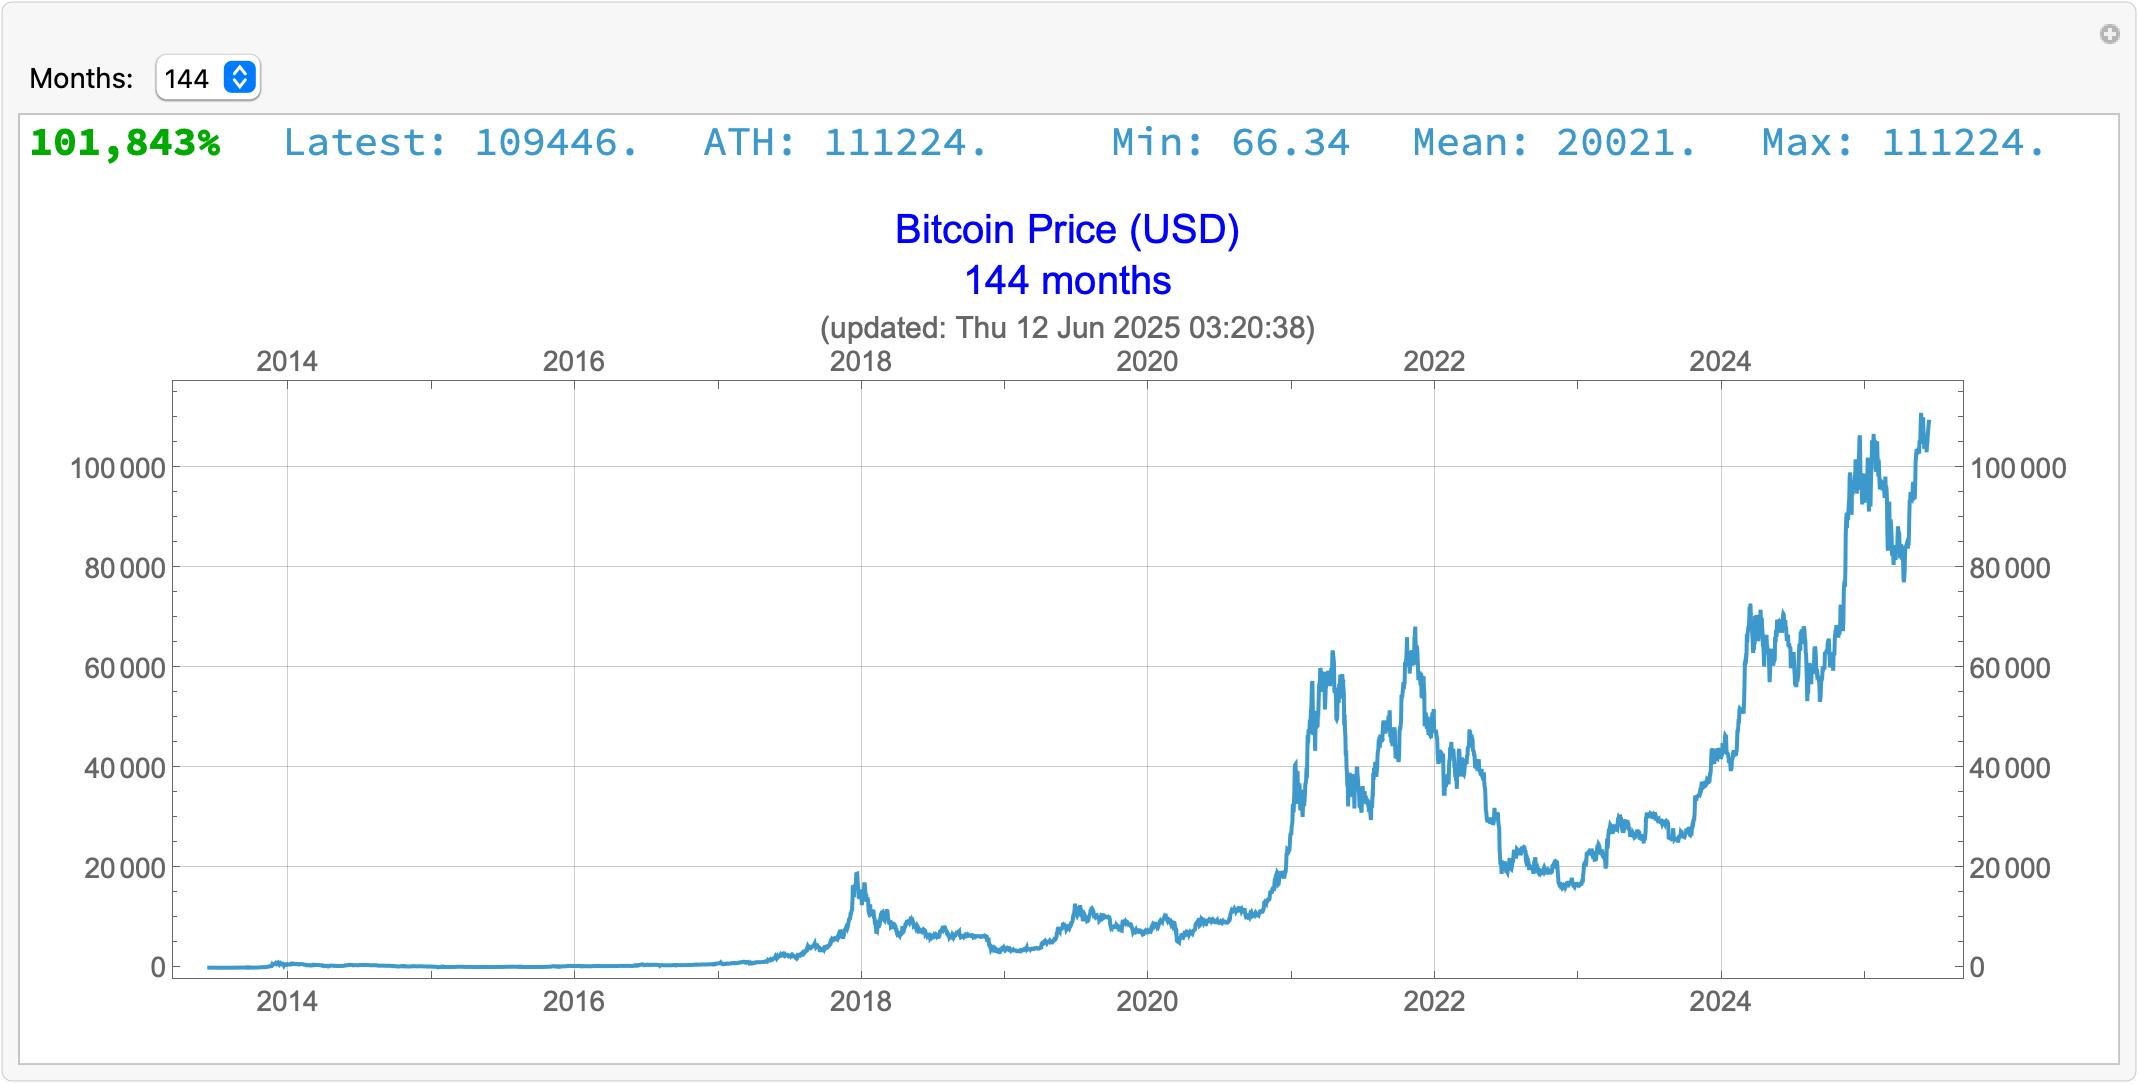 Months: 144
101,843% Latest: 109446. ATH: 111224. Min: 66.34 Mean: 20021. Max: 111224.
Bitcoin Price (USD)
144 months
(updated: Thu 12 Jun 2025 03:20:38)
2014 2016 2018 2020 2022 2024
100 000 100 000
80 000 80 000
60 000 60 000
40 000 40 000
20 000 20 000
0 0
2014 2016 2018 2020 2022 2024